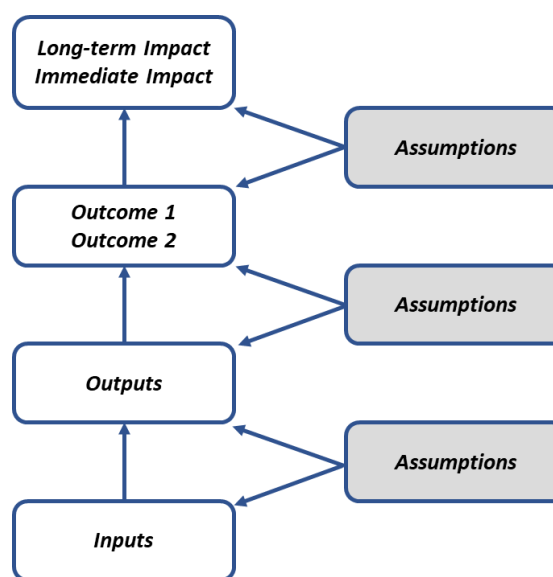 Long-term Impact
Immediate Impact
Assumptions
Outcome 1
Outcome 2
Assumptions
Outputs
Assumptions
Inputs